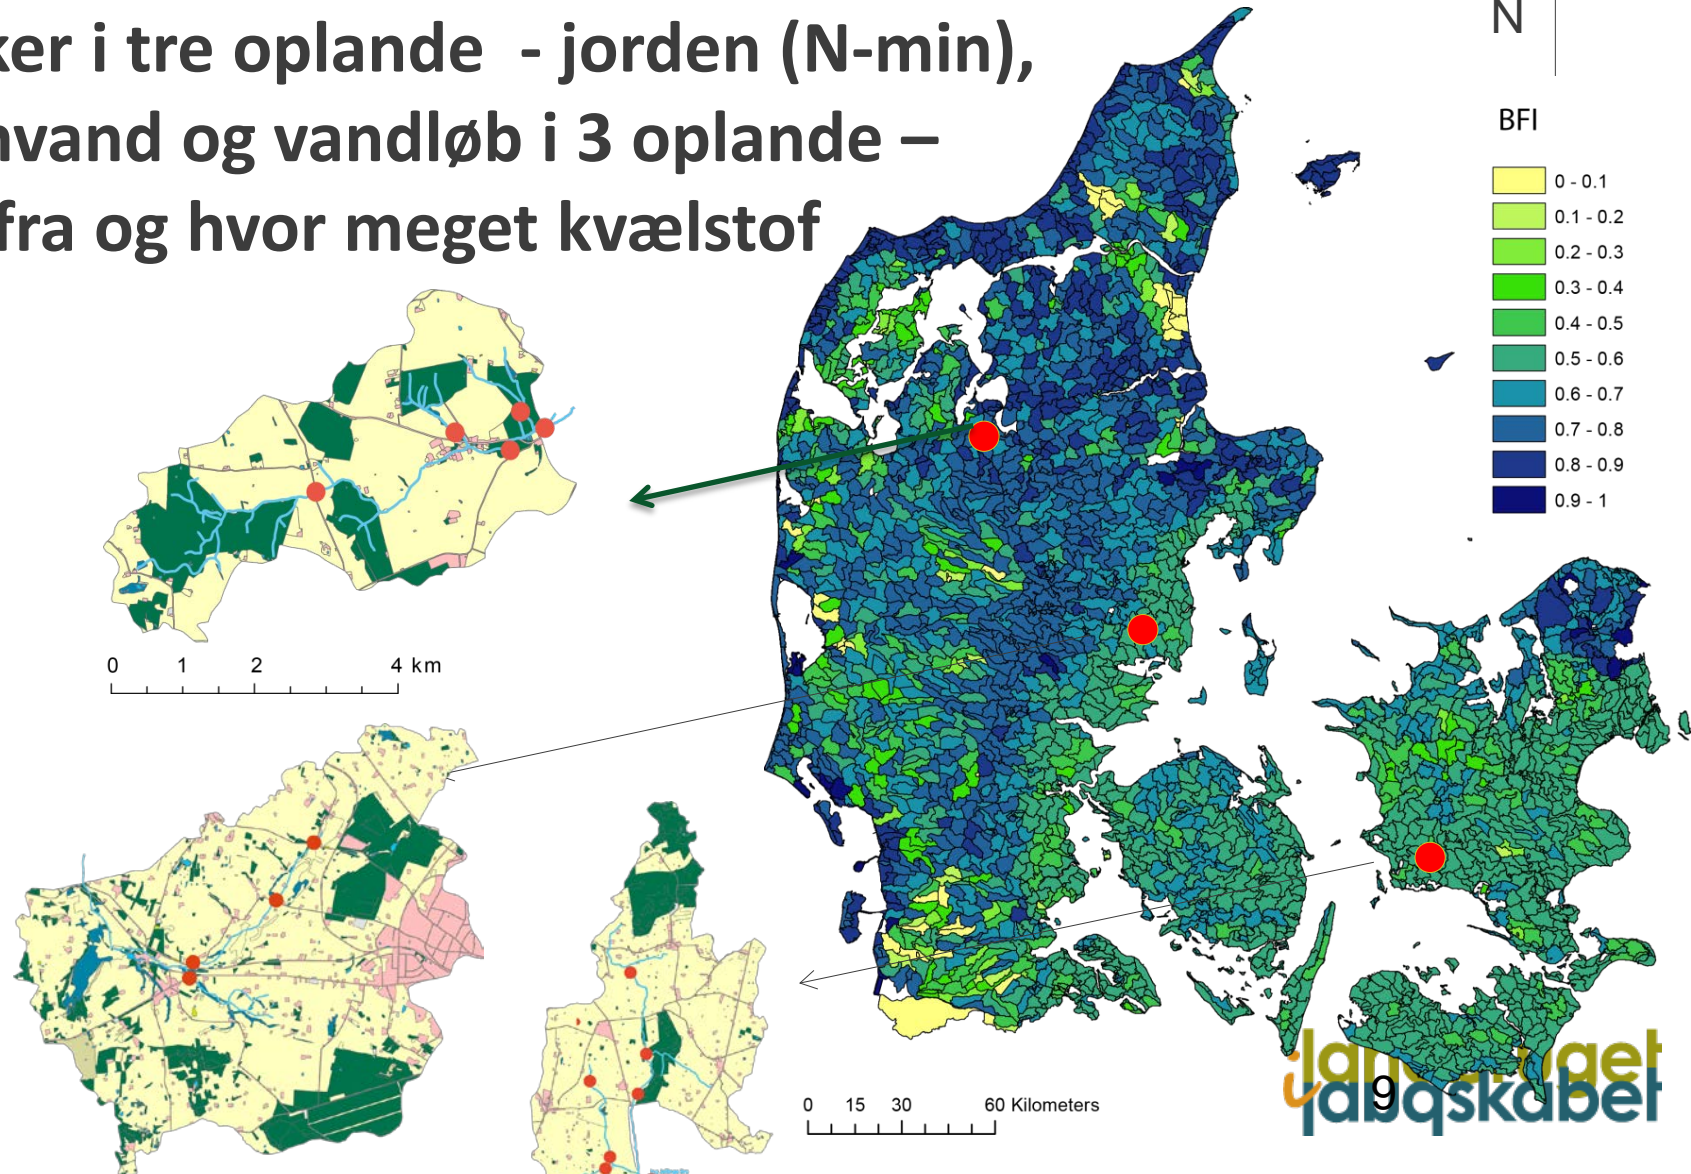 ker i tre oplande - jorden (N-min),
nvand og vandløb i 3 oplande –
fra og hvor meget kvælstof
N
BFI
0 - 0.1
0.1 - 0.2
0.2 - 0.3
0.3 - 0.4
0.4 - 0.5
0.5 - 0.6
0.6 - 0.7
0.7 - 0.8
0.8 - 0.9
0.9 - 1
0 1 2 4 km
0 15 30 60 Kilometers
9